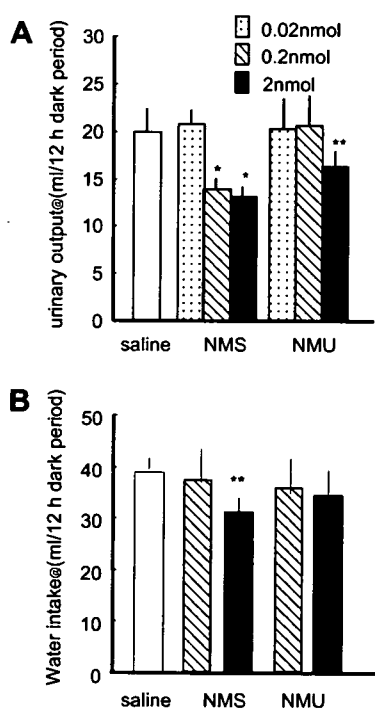 A
30
25
20
15
10
5
0
urinary output@(ml/12 h dark period)
0.02nmol
0.2nmol
2nmol
*
*
**
saline NMS NMU
B
50
40
30
20
10
0
Water intake@(ml/12 h dark period)
**
saline NMS NMU